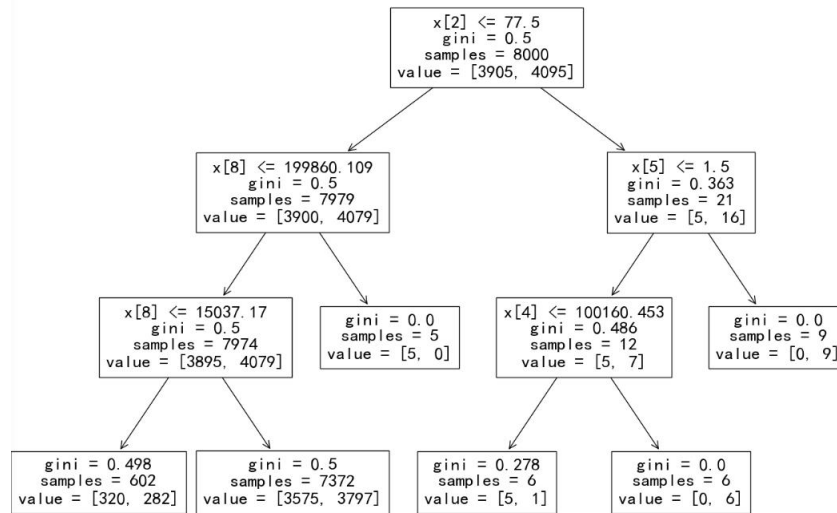 x[2] <= 77.5
gini = 0.5
samples = 8000
value = [3905, 4095]
x[8] <= 199860.109
gini = 0.5
samples = 7979
value = [3900, 4079]
x[5] <= 1.5
gini = 0.363
samples = 21
value = [5, 16]
x[8] <= 15037.17
gini = 0.5
samples = 7974
value = [3895, 4079]
gini = 0.0
samples = 5
value = [5, 0]
x[4] <= 100160.453
gini = 0.486
samples = 12
value = [5, 7]
gini = 0.0
samples = 9
value = [0, 9]
gini = 0.498
samples = 602
value = [320, 282]
gini = 0.5
samples = 7372
value = [3575, 3797]
gini = 0.278
samples = 6
value = [5, 1]
gini = 0.0
samples = 6
value = [0, 6]